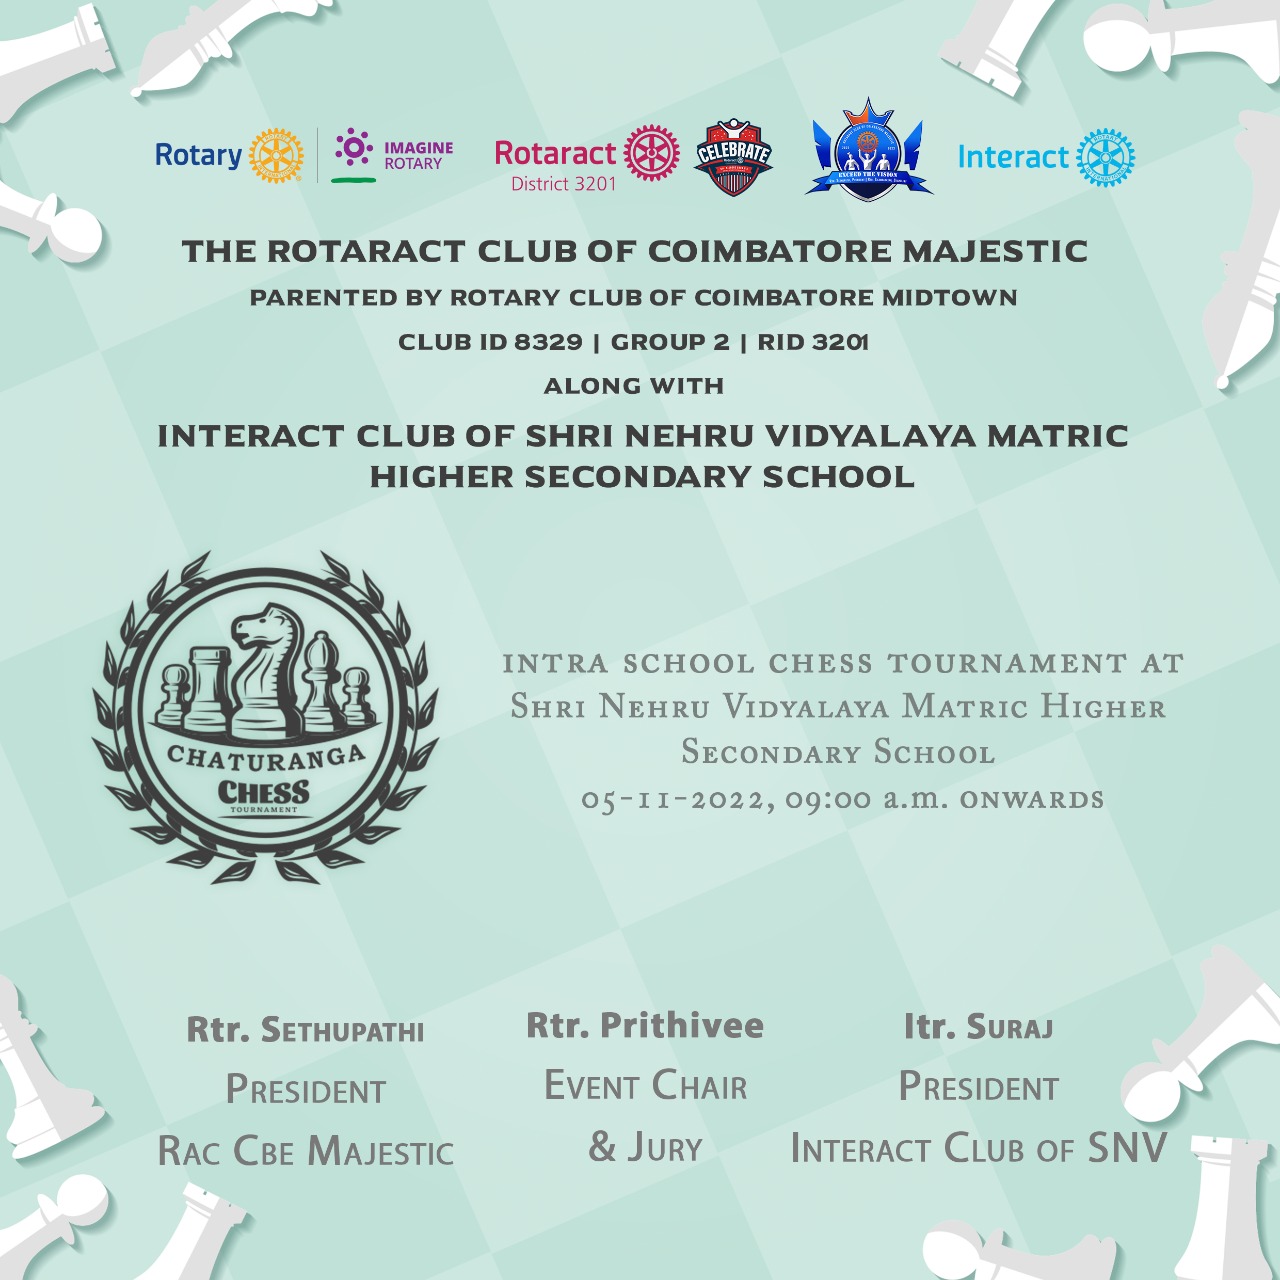 Rotary
IMAGINE
ROTARY
Rotaract
District 3201
CELEBRATE
EXCEED THE VISION
Interact
THE ROTARACT CLUB OF COIMBATORE MAJESTIC
PARENTED BY ROTARY CLUB OF COIMBATORE MIDTOWN
CLUB ID 8329 | GROUP 2 | RID 3201
ALONG WITH
INTERACT CLUB OF SHRI NEHRU VIDYALAYA MATRIC
HIGHER SECONDARY SCHOOL
CHATURANGA
CHESS
TOURNAMENT
INTRA SCHOOL CHESS TOURNAMENT AT
SHRI NEHRU VIDYALAYA MATRIC HIGHER
SECONDARY SCHOOL
05-11-2022, 09:00 a.m. ONWARDS
Rtr. SETHUPATHI
PRESIDENT
RAC CBE MAJESTIC
Rtr. Prithivee
EVENT CHAIR
& JURY
Itr. SURAJ
PRESIDENT
INTERACT CLUB OF SNV